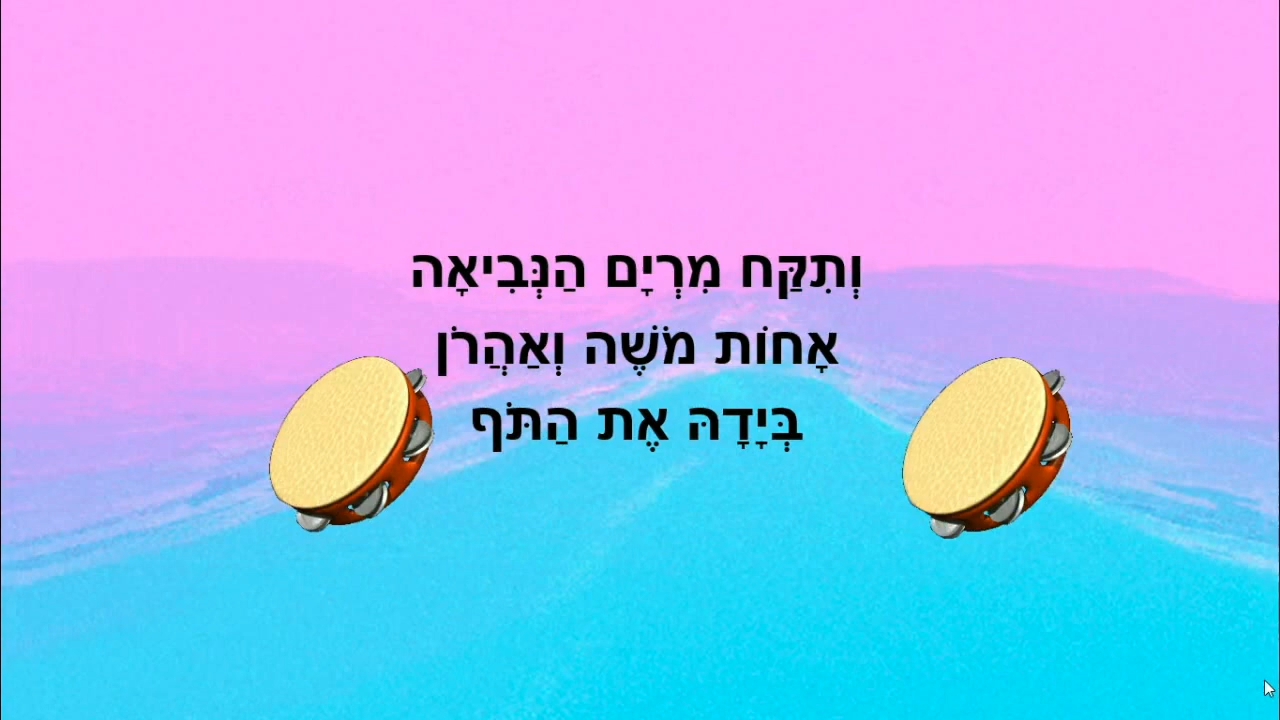 וְתִקַּח מִרְיָם הַנְּבִיאָה
אָחוֹת מֹשֶׁה וְאַהֲרֹן
בְּיָדָהּ אֶת הַתֹּף